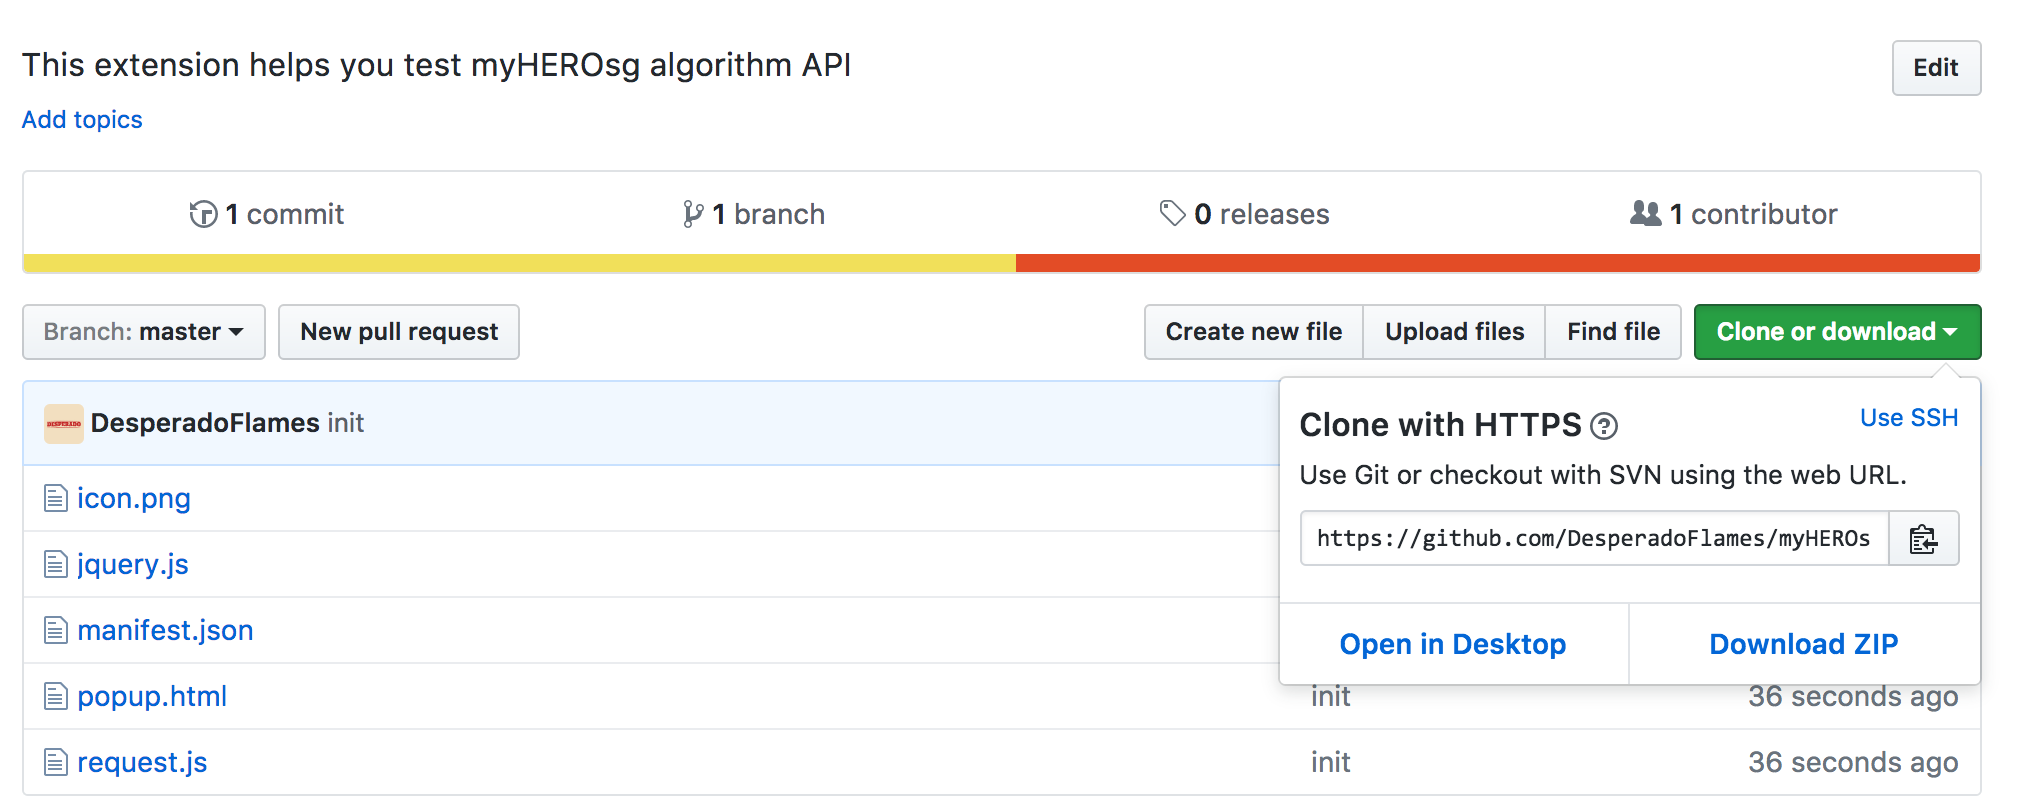 This extension helps you test myHEROsg algorithm API
Edit
Add topics
1 commit
1 branch
0 releases
1 contributor
Branch: master
New pull request
Create new file
Upload files
Find file
Clone or download
DESPERADO
DesperadoFlames init
Clone with HTTPS
Use SSH
Use Git or checkout with SVN using the web URL.
https://github.com/DesperadoFlames/myHEROs
Open in Desktop
Download ZIP
icon.png
jquery.js
manifest.json
popup.html
init
36 seconds ago
request.js
init
36 seconds ago